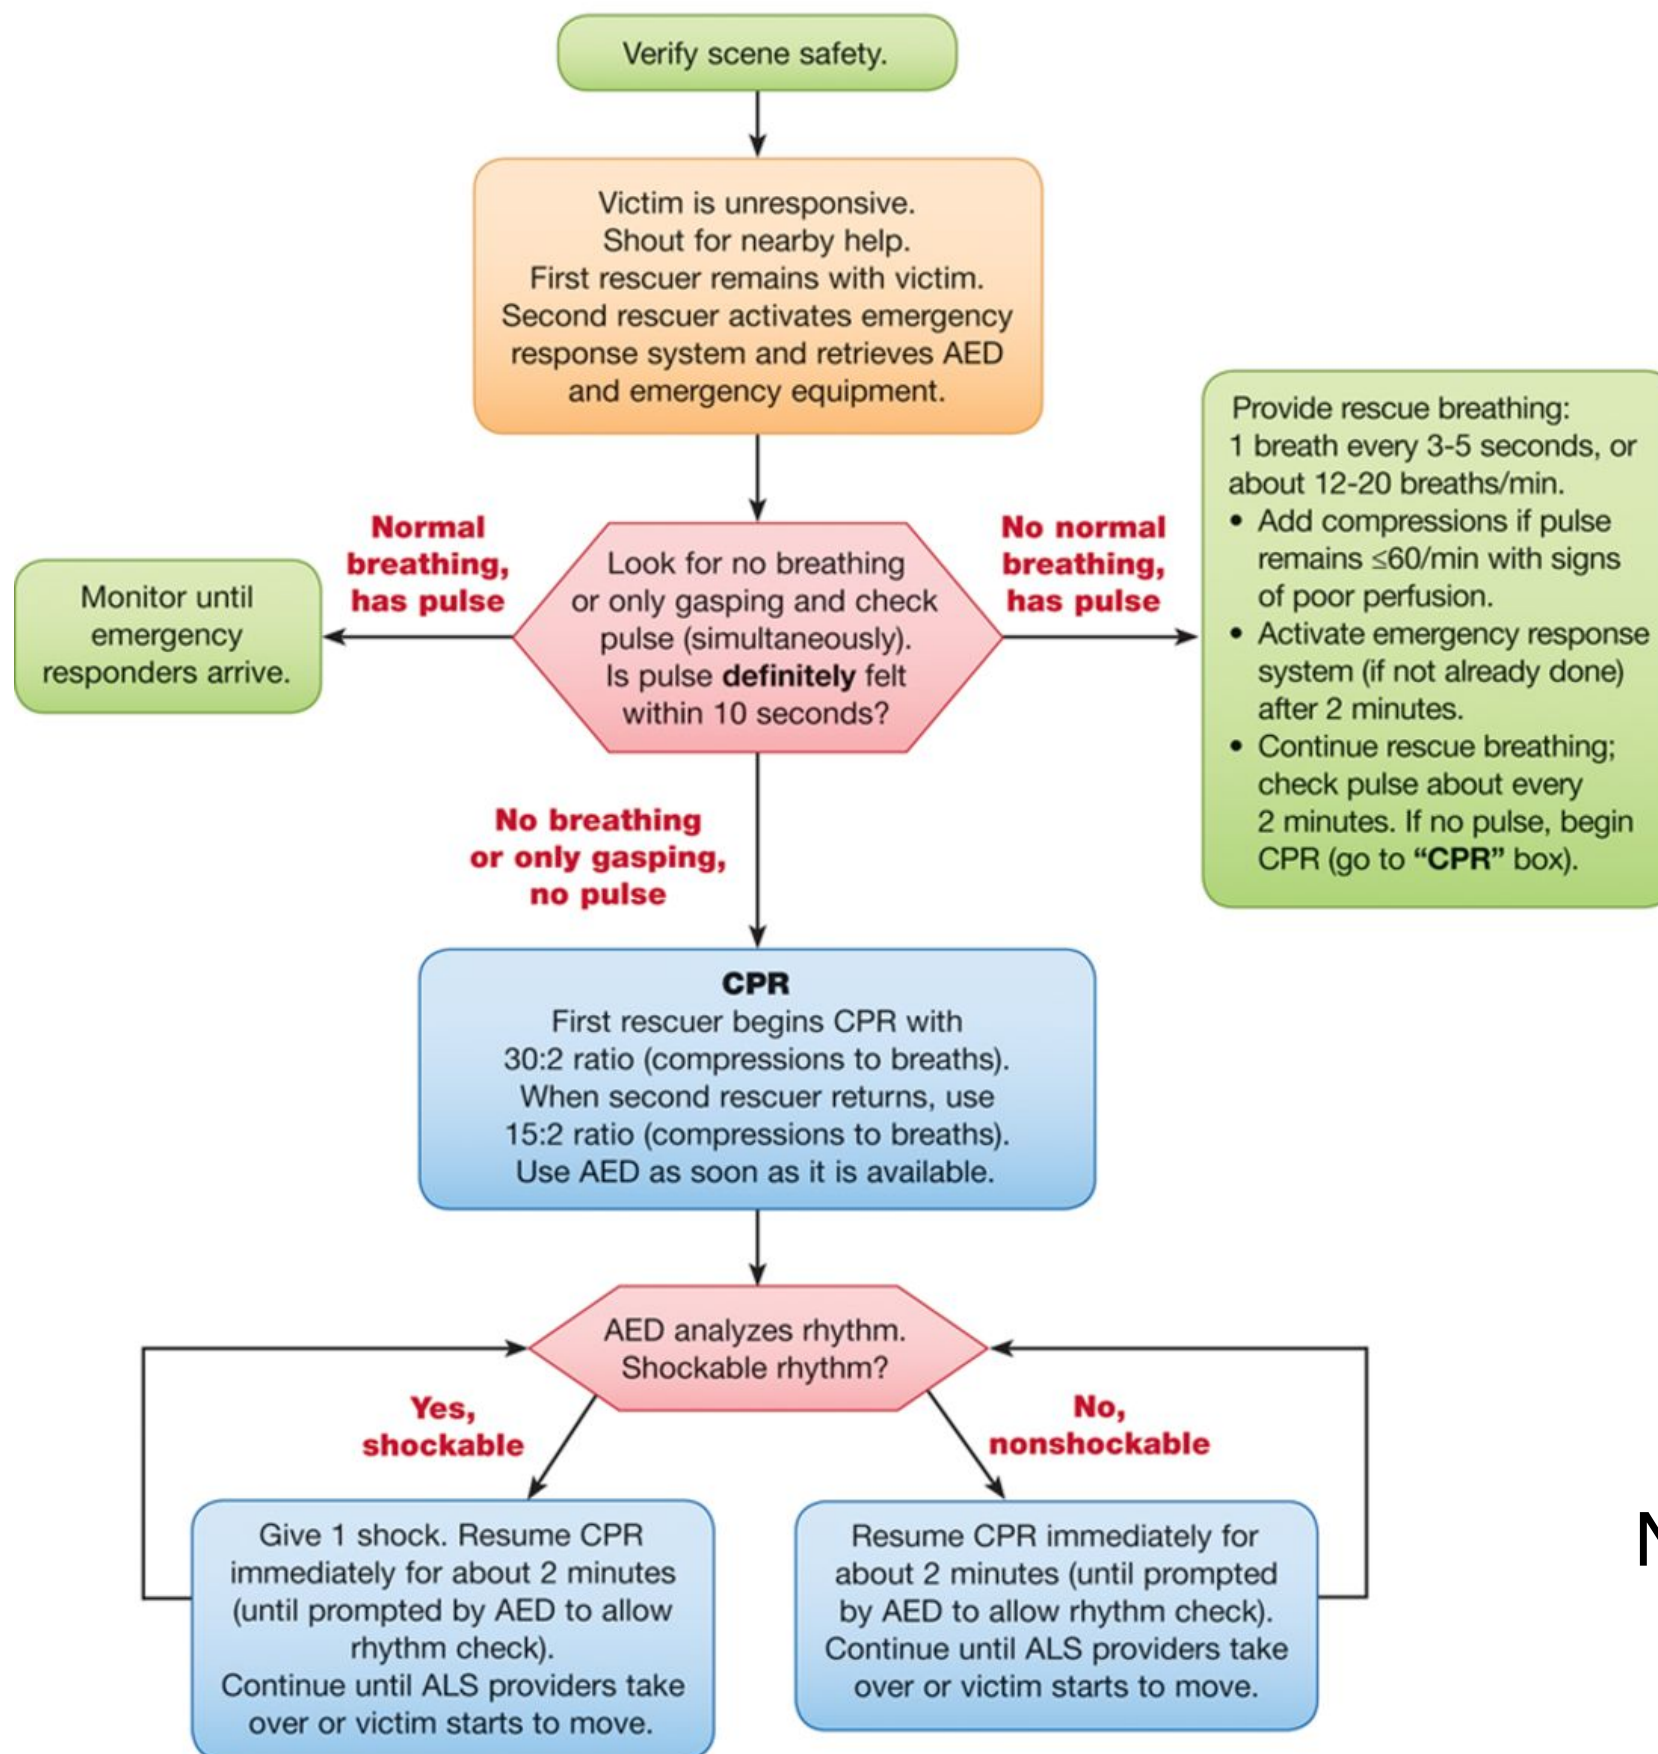 Verify scene safety.
Victim is unresponsive.
Shout for nearby help.
First rescuer remains with victim.
Second rescuer activates emergency
response system and retrieves AED
and emergency equipment.
Normal
breathing,
has pulse
Monitor until
emergency
responders arrive.
Look for no breathing
or only gasping and check
pulse (simultaneously).
Is pulse definitely felt
within 10 seconds?
No normal
breathing,
has pulse
Provide rescue breathing:
1 breath every 3-5 seconds, or
about 12-20 breaths/min.
• Add compressions if pulse
remains ≤60/min with signs
of poor perfusion.
• Activate emergency response
system (if not already done)
after 2 minutes.
• Continue rescue breathing;
check pulse about every
2 minutes. If no pulse, begin
CPR (go to “CPR” box).
No breathing
or only gasping,
no pulse
CPR
First rescuer begins CPR with
30:2 ratio (compressions to breaths).
When second rescuer returns, use
15:2 ratio (compressions to breaths).
Use AED as soon as it is available.
AED analyzes rhythm.
Shockable rhythm?
Yes,
shockable
No,
nonshockable
Give 1 shock. Resume CPR
immediately for about 2 minutes
(until prompted by AED to allow
rhythm check).
Continue until ALS providers take
over or victim starts to move.
Resume CPR immediately for
about 2 minutes (until prompted
by AED to allow rhythm check).
Continue until ALS providers take
over or victim starts to move.